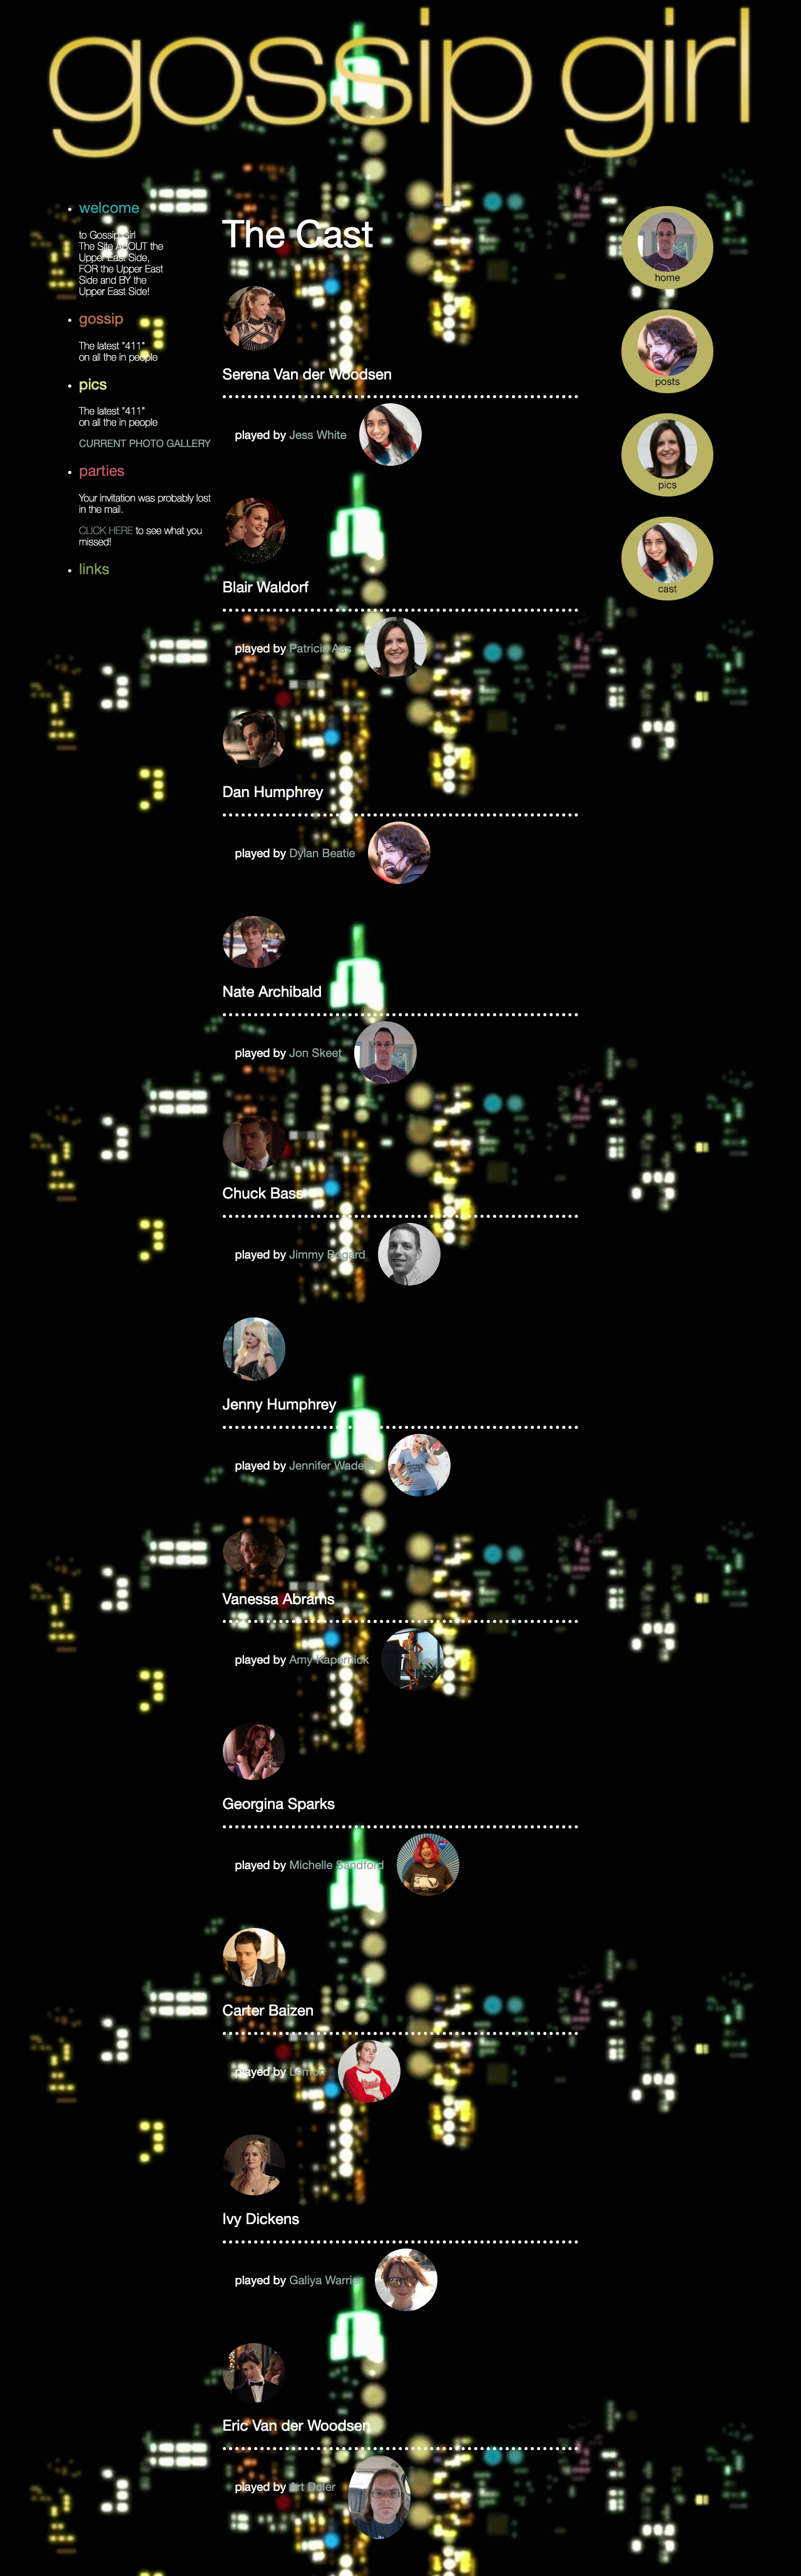 gossip girl
welcome
to Gossip Girl
The Site ABOUT the
Upper East Side,
FOR the Upper East
Side and BY the
Upper East Side!
gossip
The latest "411"
on all the in people
pics
The latest "411"
on all the in people
CURRENT PHOTO GALLERY
parties
Your invitation was probably lost
in the mail.
CLICK HERE to see what you
missed!
links
The Cast
Serena Van der Woodsen
played by Jess White
Blair Waldorf
played by Patricia Aas
Dan Humphrey
played by Dylan Beatie
Nate Archibald
played by Jon Skeet
Chuck Bass
played by Jimmy Bogard
Jenny Humphrey
played by Jennifer Wadella
Vanessa Abrams
played by Amy Kapernick
Georgina Sparks
played by Michelle Sandford
Carter Baizen
played by Lemon
Ivy Dickens
played by Galiya Warrier
Eric Van der Woodsen
played by Art Doler
home
posts
pics
cast